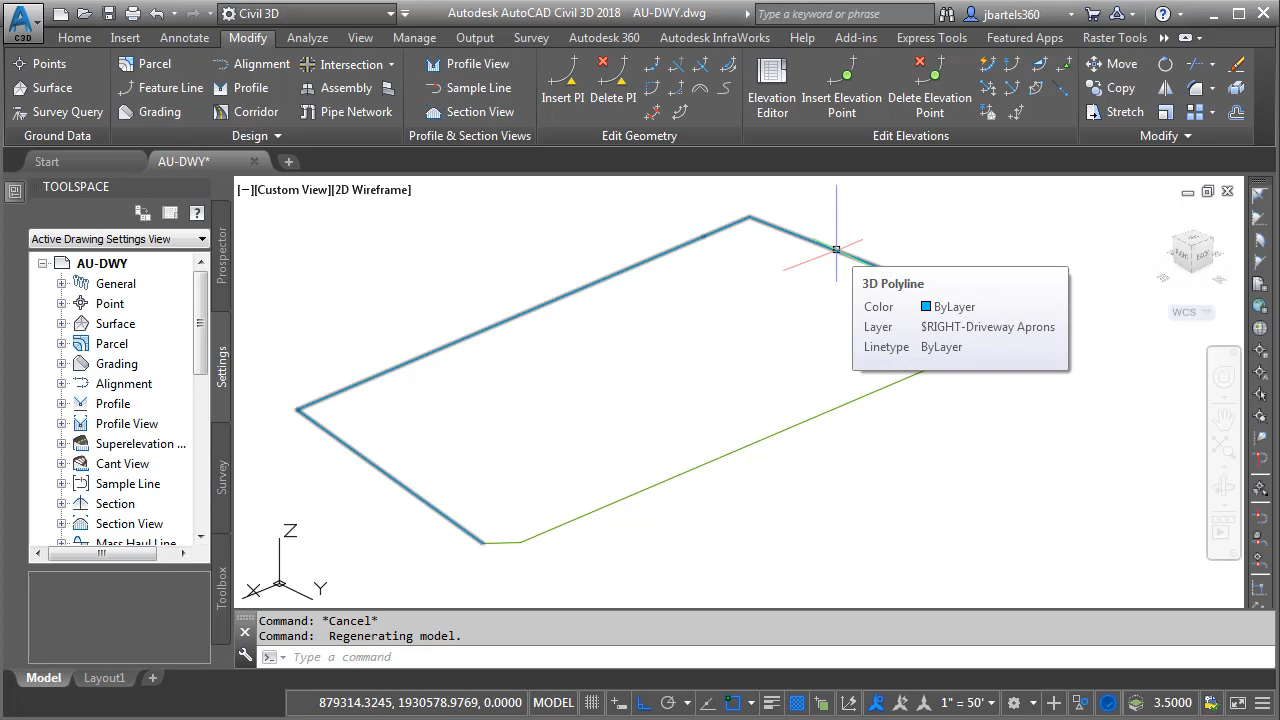 Civil 3D
Autodesk AutoCAD Civil 3D 2018 AU-DWY.dwg
Type a keyword or phrase
jbartels360
C3D
Home Insert Annotate Modify Analyze View Manage Output Survey Autodesk 360 Autodesk InfraWorks Help Add-ins Express Tools Featured Apps Raster Tools
Points
Surface
Survey Query
Ground Data
Parcel
Feature Line
Grading
Alignment
Profile
Corridor
Intersection
Assembly
Pipe Network
Design
Profile View
Sample Line
Section View
Profile & Section Views
Insert PI
Delete PI
Edit Geometry
Elevation
Editor
Insert Elevation
Point
Delete Elevation
Point
Edit Elevations
Move
Copy
Stretch
Modify
Start
AU-DWY*
TOOLSPACE
Active Drawing Settings View
AU-DWY
General
Point
Surface
Parcel
Grading
Alignment
Profile
Profile View
Superelevation ...
Cant View
Sample Line
Section
Section View
Mass Haul Line
Prospector
Settings
Survey
Toolbox
[−][Custom View][2D Wireframe]
3D Polyline
Color ByLayer
Layer $RIGHT-Driveway Aprons
Linetype ByLayer
RIGHT
BACK
WCS
Z
X
Y
Command: *Cancel*
Command: Regenerating model.
Type a command
Model
Layout1
879314.3245, 1930578.9769, 0.0000
MODEL
1" = 50'
3.5000